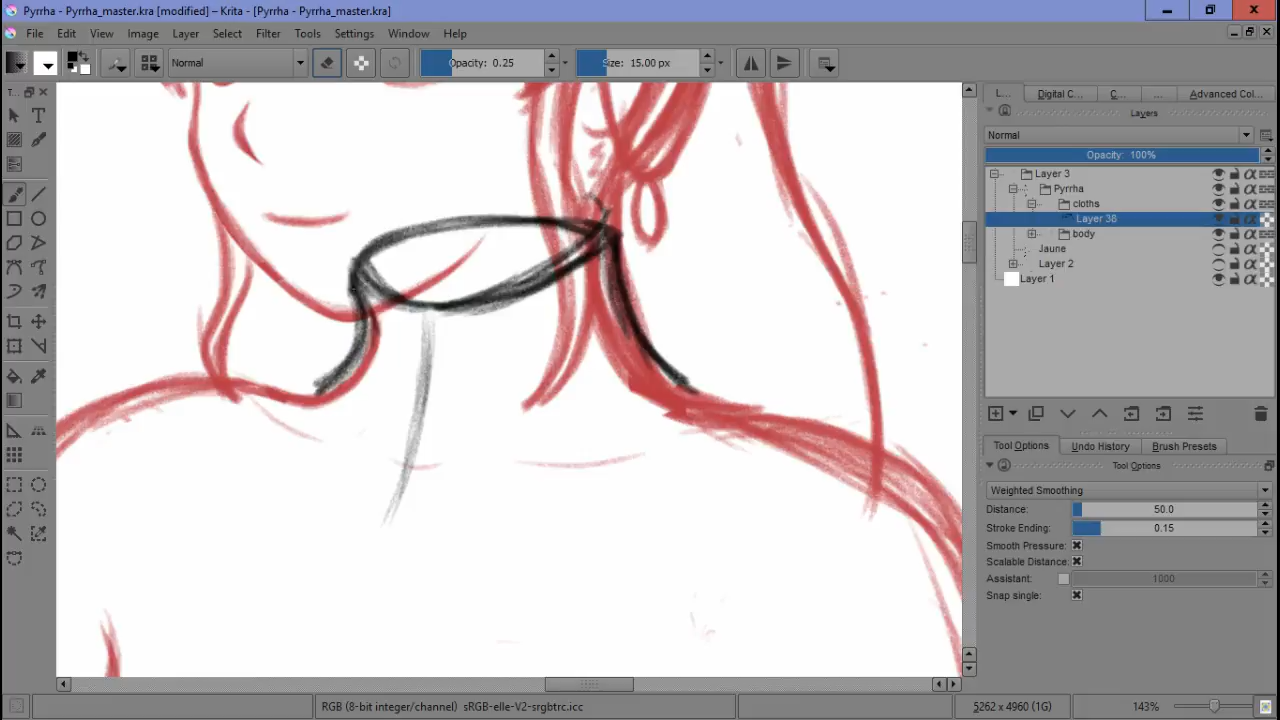 Pyrrha - Pyrrha_master.kra [modified] – Krita - [Pyrrha - Pyrrha_master.kra]
File Edit View Image Layer Select Filter Tools Settings Window Help
Normal Opacity: 0.25 Size: 15.00 px
T... L... Digital C... C... ... Advanced Col...
Layers
Normal
Opacity: 100%
Layer 3
Pyrrha
cloths
Layer 38
body
Jaune
Layer 2
Layer 1
Tool Options Undo History Brush Presets
Tool Options
Weighted Smoothing
Distance: 50.0
Stroke Ending: 0.15
Smooth Pressure:
Scalable Distance:
Assistant: 1000
Snap single:
RGB (8-bit integer/channel) sRGB-elle-V2-srgbtrc.icc 5262 x 4960 (1G) 143%